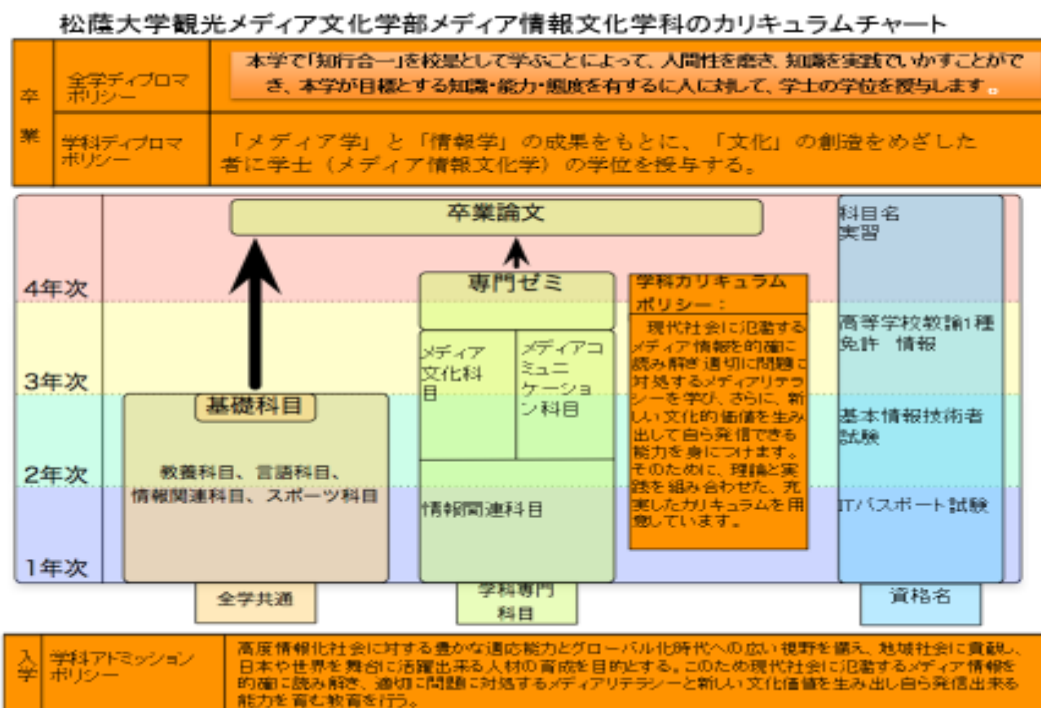 松蔭大学観光メディア文化学部メディア情報文化学科のカリキュラムチャート
卒
業
全学ディプロマ
ポリシー
本学で「知行合一」を校是として学ぶことによって、人間性を磨き、知識を実践でいかすことがで
き、本学が目標とする知識・能力・態度を有するに人に対して、学士の学位を授与します。
学科ディプロマ
ポリシー
「メディア学」と「情報学」の成果をもとに、「文化」の創造をめざした
者に学士（メディア情報文化学）の学位を授与する。
卒業論文
科目名
実習
4年次
専門ゼミ
学科カリキュラム
ポリシー：
現代社会に氾濫する
メディア情報を的確に
読み解き適切に問題に
対処するメディアリテラ
シーを学び、さらに、新
しい文化的価値を生み
出して自ら発信できる
能力を身につけます。
そのために、理論と実
践を組み合わせた、充
実したカリキュラムを用
意しています。
高等学校教諭1種
免許 情報
3年次
メディア
文化科
目
メディアコ
ミュニ
ケーショ
ン科目
基礎科目
基本情報技術者
試験
2年次
教養科目、言語科目、
情報関連科目、スポーツ科目
情報関連科目
ITパスポート試験
1年次
全学共通
学科専門
科目
資格名
入
学
学科アドミッション
ポリシー
高度情報化社会に対する豊かな適応能力とグローバル化時代への広い視野を備え、地域社会に貢献し、
日本や世界を舞台に活躍出来る人材の育成を目的とする。このため現代社会に氾濫するメディア情報を
的確に読み解き、適切に問題に対処するメディアリテラシーと新しい文化価値を生み出し自ら発信出来る
能力を育む教育を行う。